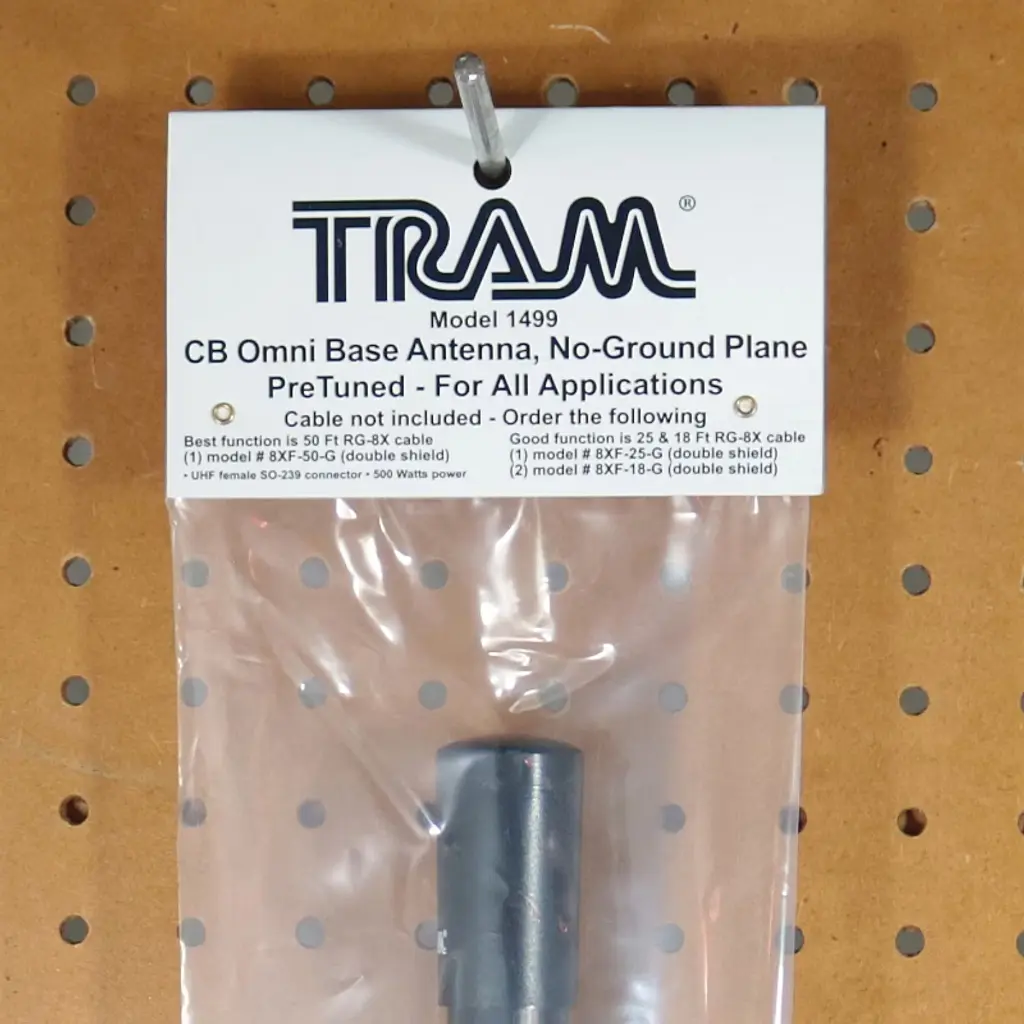 TRAM®
Model 1499
CB Omni Base Antenna, No-Ground Plane
PreTuned - For All Applications
Cable not included - Order the following
Best function is 50 Ft RG-8X cable
(1) model # 8XF-50-G (double shield)
• UHF female SO-239 connector • 500 Watts power
Good function is 25 & 18 Ft RG-8X cable
(1) model # 8XF-25-G (double shield)
(2) model # 8XF-18-G (double shield)